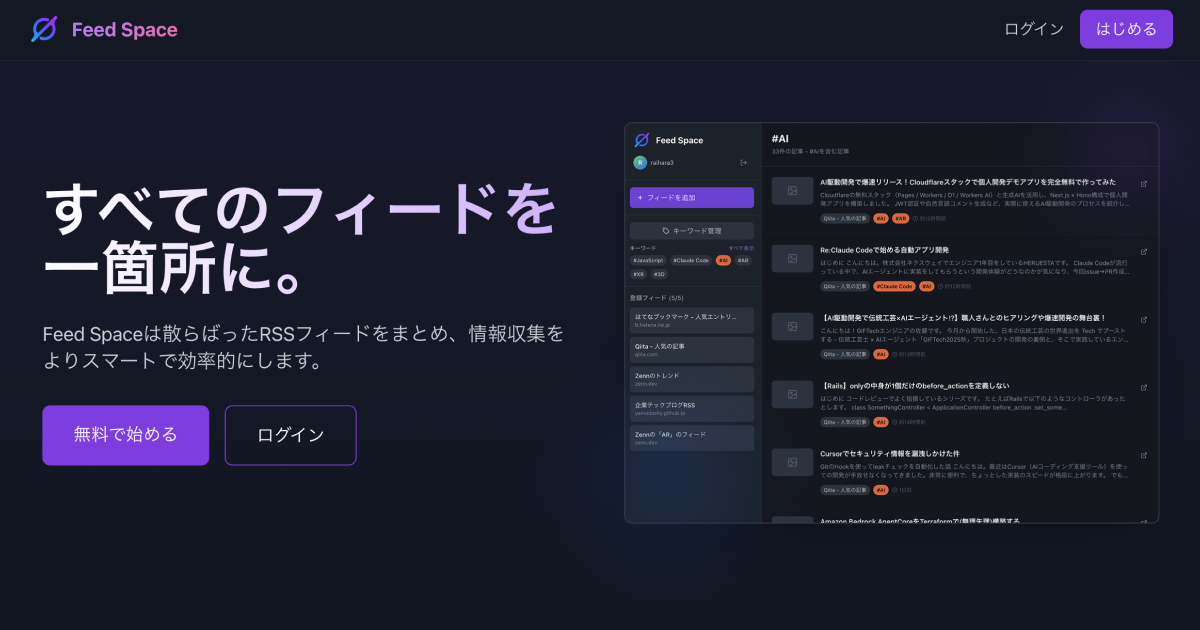 Feed Space
ログイン
はじめる
すべてのフィードを
一箇所に。
Feed Spaceは散らばったRSSフィードをまとめ、情報収集を
よりスマートで効率的にします。
無料で始める
ログイン
Feed Space
R
raihara3
+ フィードを追加
キーワード管理
キーワード
すべて表示
#JavaScript
#Claude Code
#AI
#AR
#XR
#3D
登録フィード (5/5)
はてなブックマーク - 人気エントリ...
b.hatena.ne.jp
Qiita - 人気の記事
qiita.com
Zennのトレンド
zenn.dev
企業テックブログRSS
yamadashy.github.io
Zennの「AR」のフィード
zenn.dev
#AI
33件の記事 - #AIを含む記事
AI駆動開発で爆速リリース！Cloudflareスタックで個人開発デモアプリを完全無料で作ってみた
Cloudflareの無料スタック（Pages / Workers / D1 / Workers AI）と生成AIを活用し、Next.js × Hono構成で個人開
発アプリを構築しました。 JWT認証や自然言語コメント生成など、実際に使えるAI駆動開発のプロセスを紹介し...
Qiita - 人気の記事
#AI
#AR
約12時間前
Re:Claude Codeで始める自動アプリ開発
はじめに こんにちは。株式会社ネクスウェイでエンジニア1年目をしているHERUESTAです。 Claude Codeが流行
っている中で、AIエージェントに実装をしてもらうという開発体験がどうなのかが気になり、今回issue→PR作成...
Qiita - 人気の記事
#Claude Code
#AI
約12時間前
【AI駆動開発で伝統工芸×AIエージェント!?】職人さんとのヒアリングや爆速開発の舞台裏！
こんにちは！GIFTechエンジニアの佐藤です。 今月から開始した、日本の伝統工芸の世界進出を Tech でブースト
する - 伝統工芸士 × AIエージェント「GIFTech2025秋」プロジェクトの開発の裏側と、そこで実践しているエン...
Qiita - 人気の記事
#AI
約13時間前
【Rails】onlyの中身が1個だけのbefore_actionを定義しない
はじめに コードレビューでよく指摘しているシリーズです。 たとえばRailsで以下のようなコントローラがあった
とします。 class SomethingController < ApplicationController before_action :set_some...
Qiita - 人気の記事
#AI
約14時間前
Cursorでセキュリティ情報を漏洩しかけた件
GitのHookを使ってleakチェックを自動化した話 こんにちは。最近はCursor（AIコーディング支援ツール）を使っ
ての開発が手放せなくなってきました。非常に便利で、ちょっとした実装のスピードが格段に上がります。 でも...
Qiita - 人気の記事
#AI
1日前
Amazon Bedrock AgentCoreをTerraformで(無理矢理)構築する